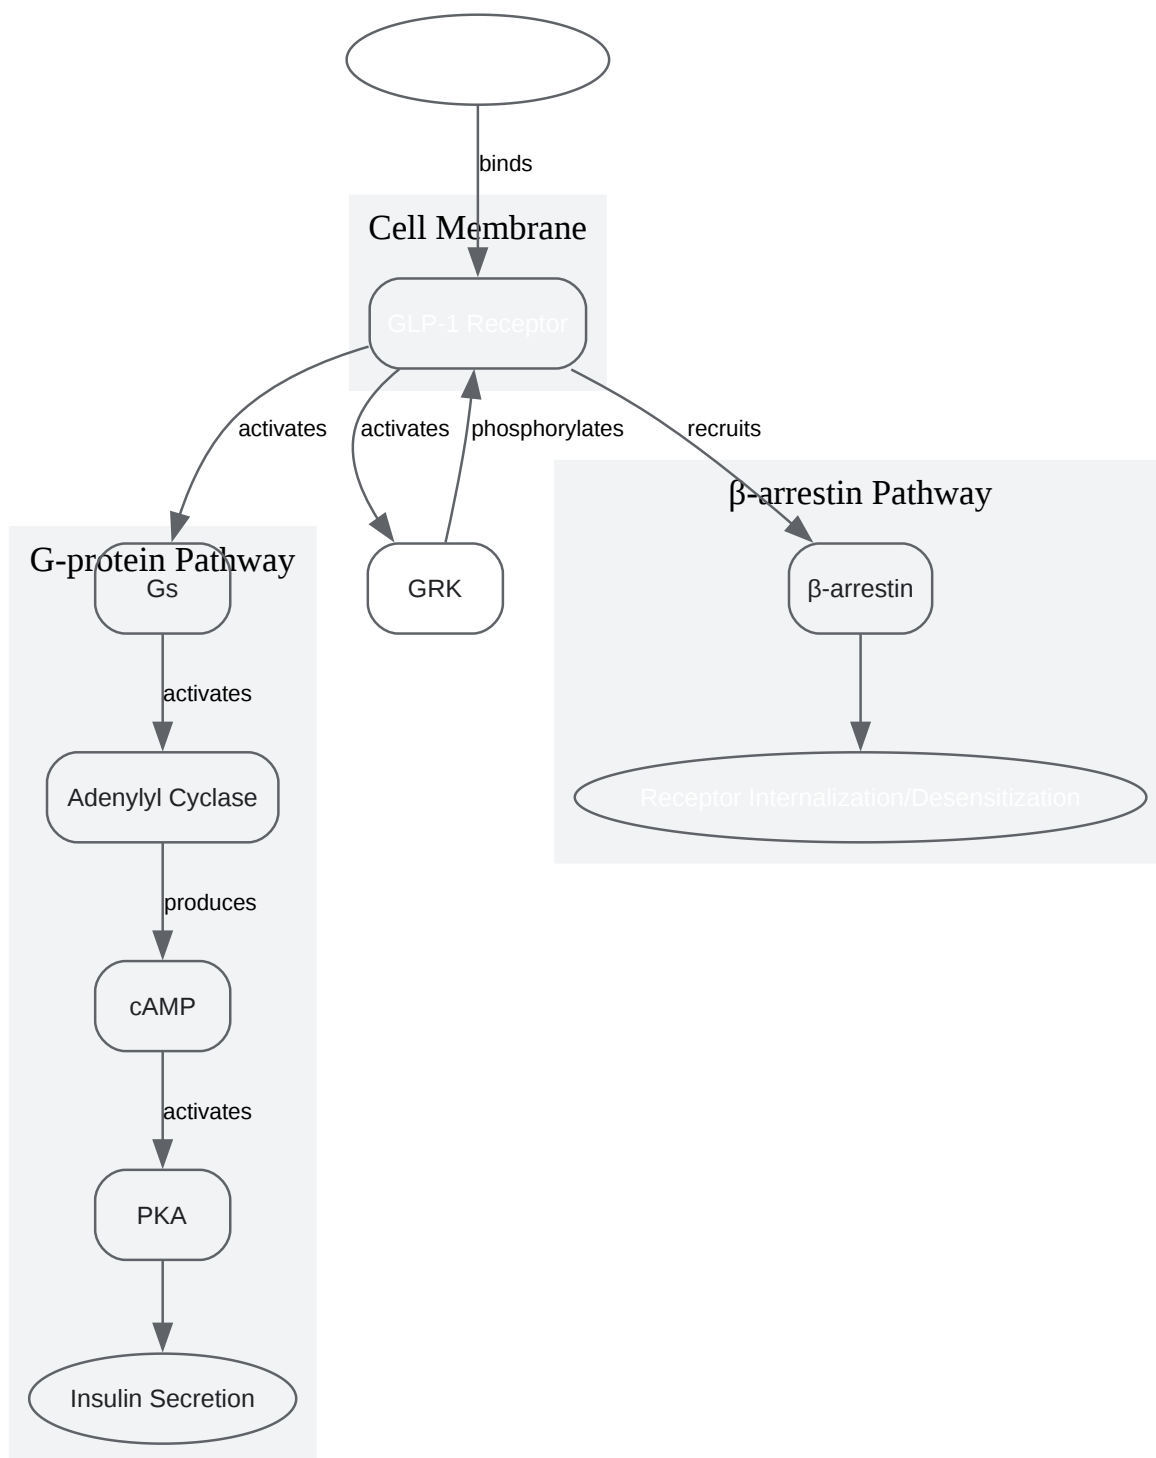 binds
Cell Membrane
GLP-1 Receptor
activates
activates
phosphorylates
recruits
β-arrestin Pathway
G-protein Pathway
Gs
GRK
β-arrestin
activates
Adenylyl Cyclase
Receptor Internalization/Desensitization
produces
cAMP
activates
PKA
Insulin Secretion